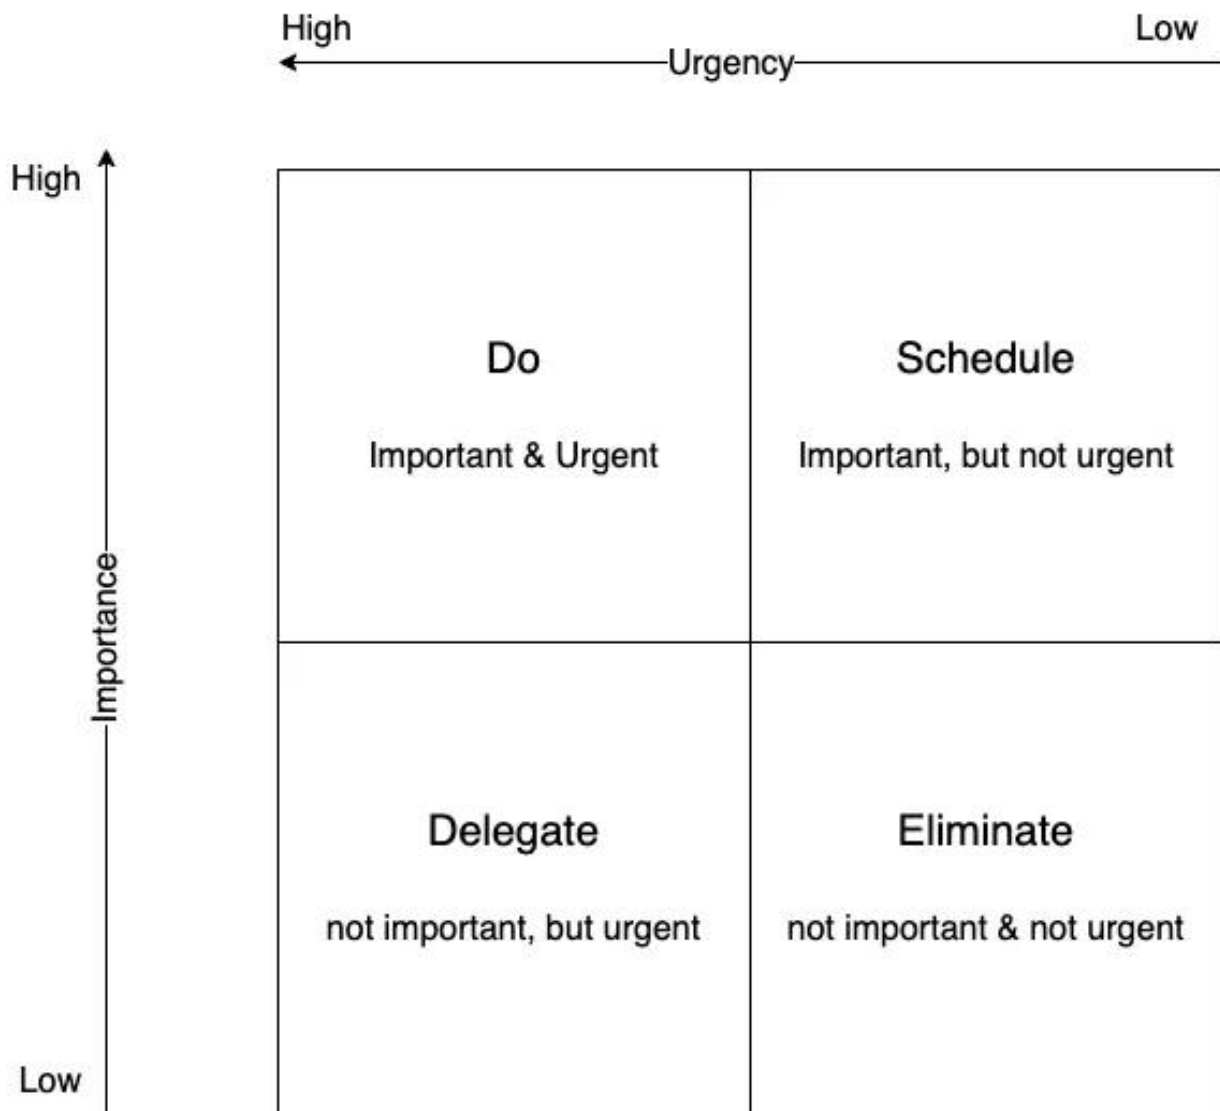 High
Low
Urgency
High
Do
Schedule
Important & Urgent
Important, but not urgent
Importance
Delegate
Eliminate
not important, but urgent
not important & not urgent
Low